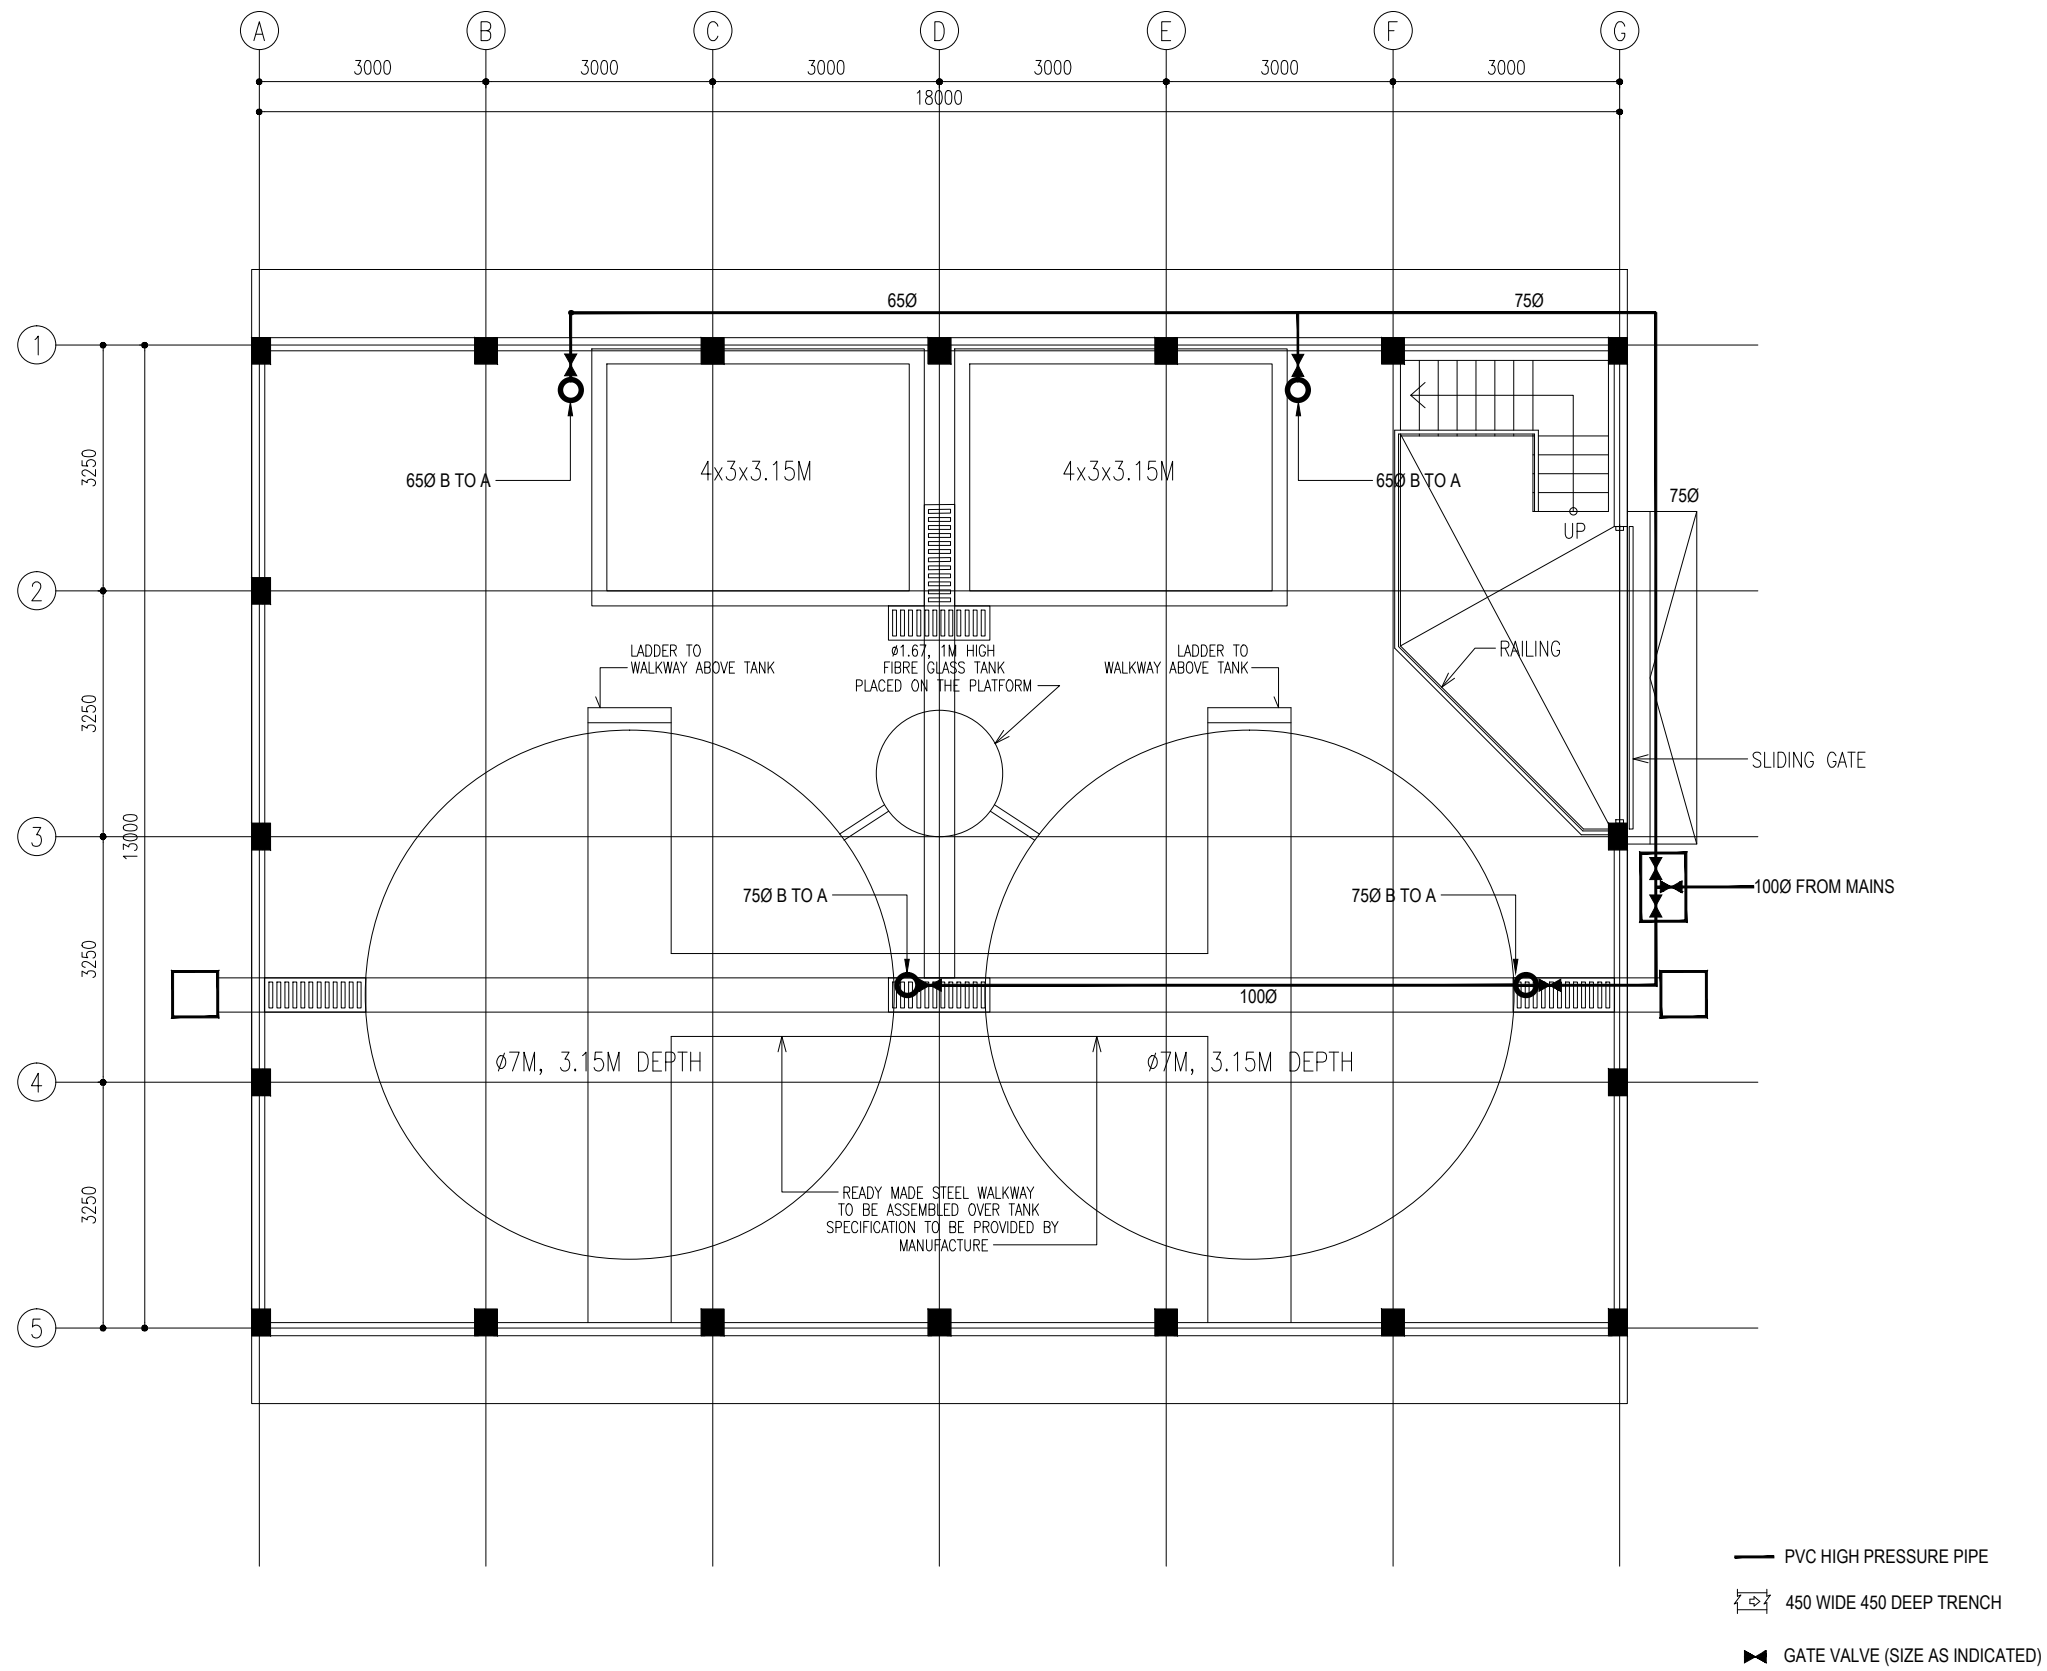 A B C D E F G
3000 3000 3000 3000 3000 3000
18000
65Ø 75Ø
1
3250
65Ø B TO A
4x3x3.15M
4x3x3.15M
65Ø B TO A
75Ø
UP
2
LADDER TO
WALKWAY ABOVE TANK
ø1.67, 1M HIGH
FIBRE GLASS TANK
PLACED ON THE PLATFORM
LADDER TO
WALKWAY ABOVE TANK
RAILING
3250
SLIDING GATE
3
13000
75Ø B TO A
75Ø B TO A
100Ø FROM MAINS
3250
100Ø
ø7M, 3.15M DEPTH
ø7M, 3.15M DEPTH
4
3250
READY MADE STEEL WALKWAY
TO BE ASSEMBLED OVER TANK
SPECIFICATION TO BE PROVIDED BY
MANUFACTURE
5
PVC HIGH PRESSURE PIPE
450 WIDE 450 DEEP TRENCH
GATE VALVE (SIZE AS INDICATED)